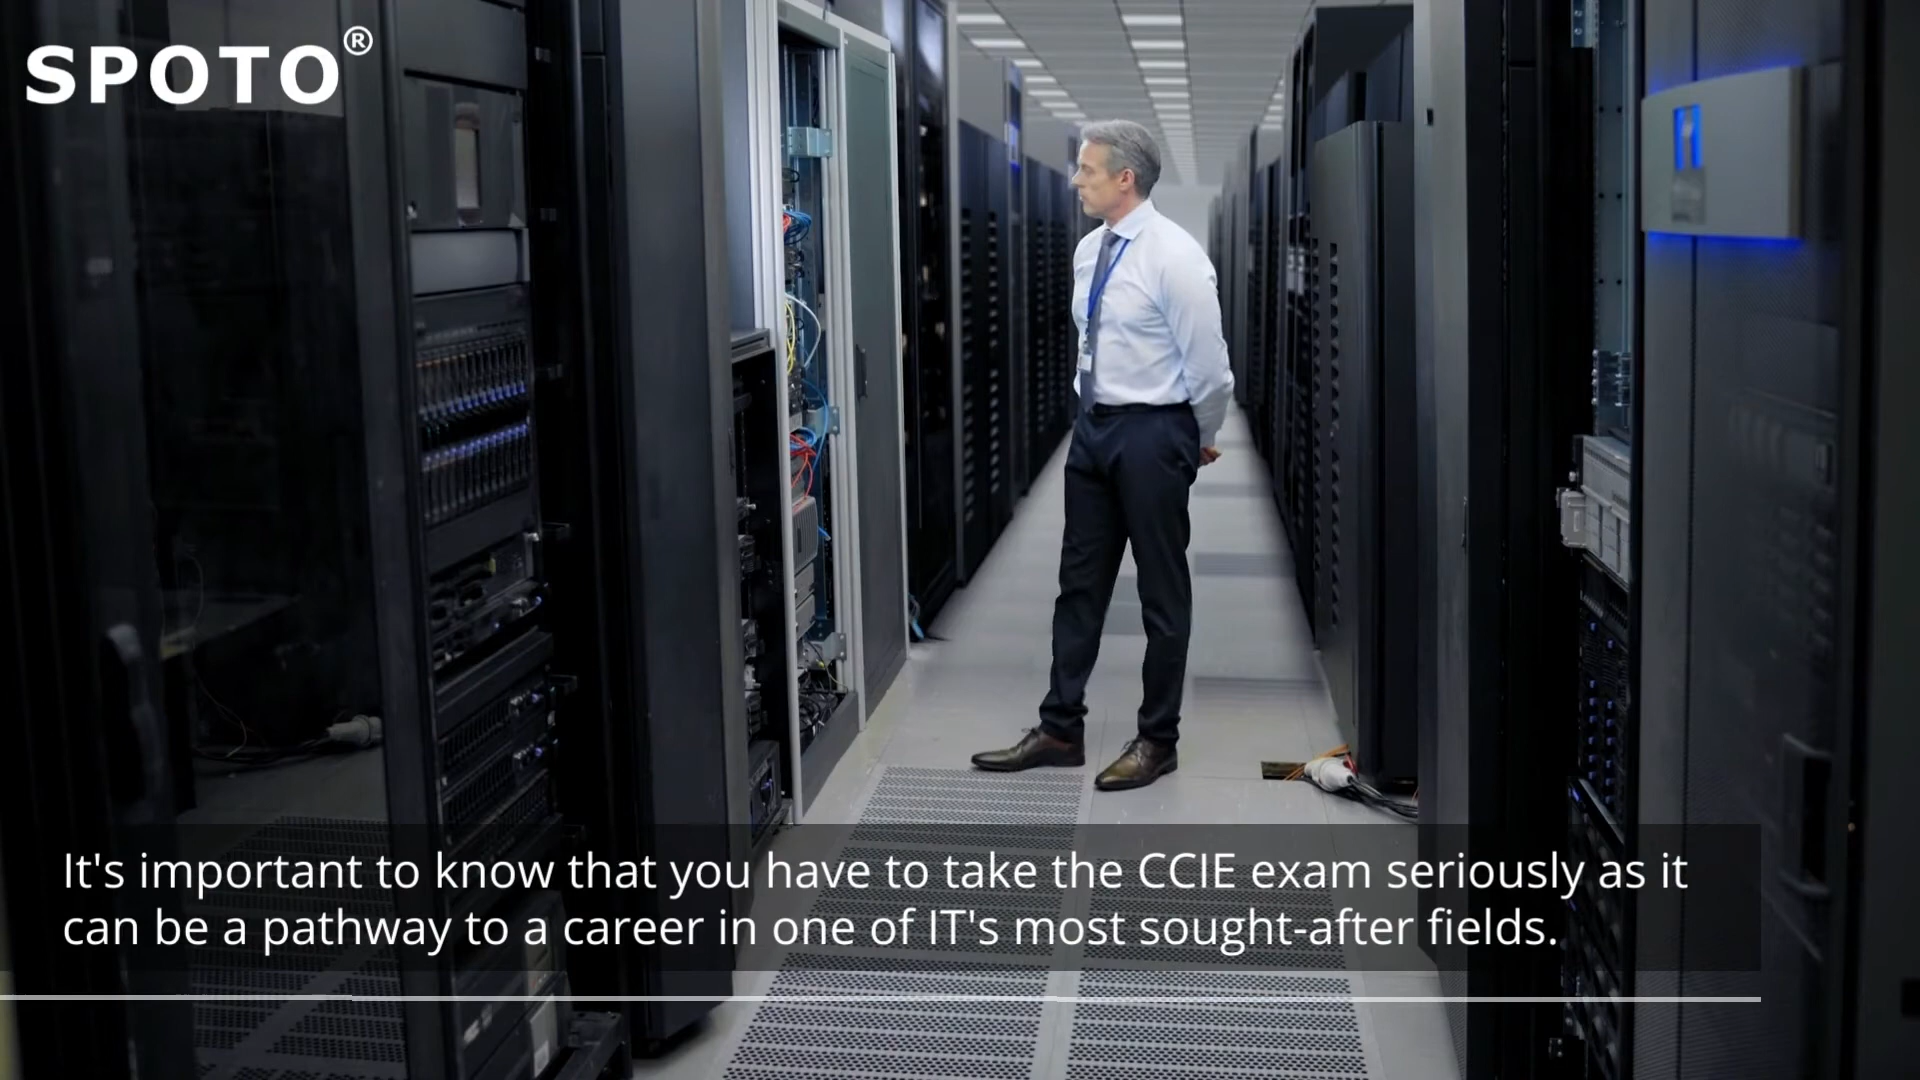 SPOTO®
It's important to know that you have to take the CCIE exam seriously as it
can be a pathway to a career in one of IT's most sought-after fields.